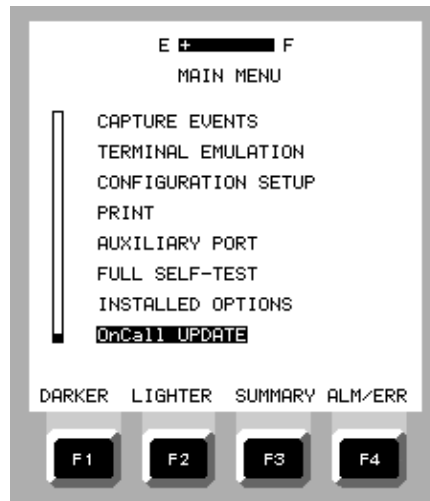 E + F
MAIN MENU
CAPTURE EVENTS
TERMINAL EMULATION
CONFIGURATION SETUP
PRINT
AUXILIARY PORT
FULL SELF-TEST
INSTALLED OPTIONS
OnCall UPDATE
DARKER LIGHTER SUMMARY ALM/ERR
F1 F2 F3 F4